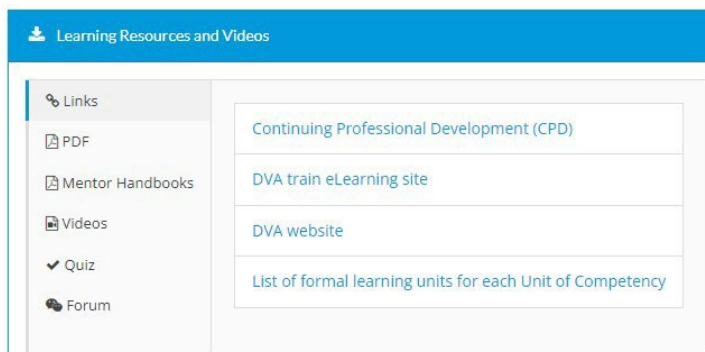 Learning Resources and Videos
Links
PDF
Mentor Handbooks
Videos
Quiz
Forum
Continuing Professional Development (CPD)
DVA train eLearning site
DVA website
List of formal learning units for each Unit of Competency